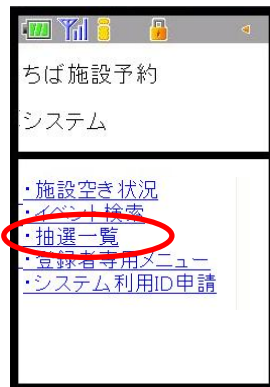 ちば施設予約
システム
・施設空き状況
・イベント検索
・抽選一覧
・登録者専用メニュー
・システム利用ID申請